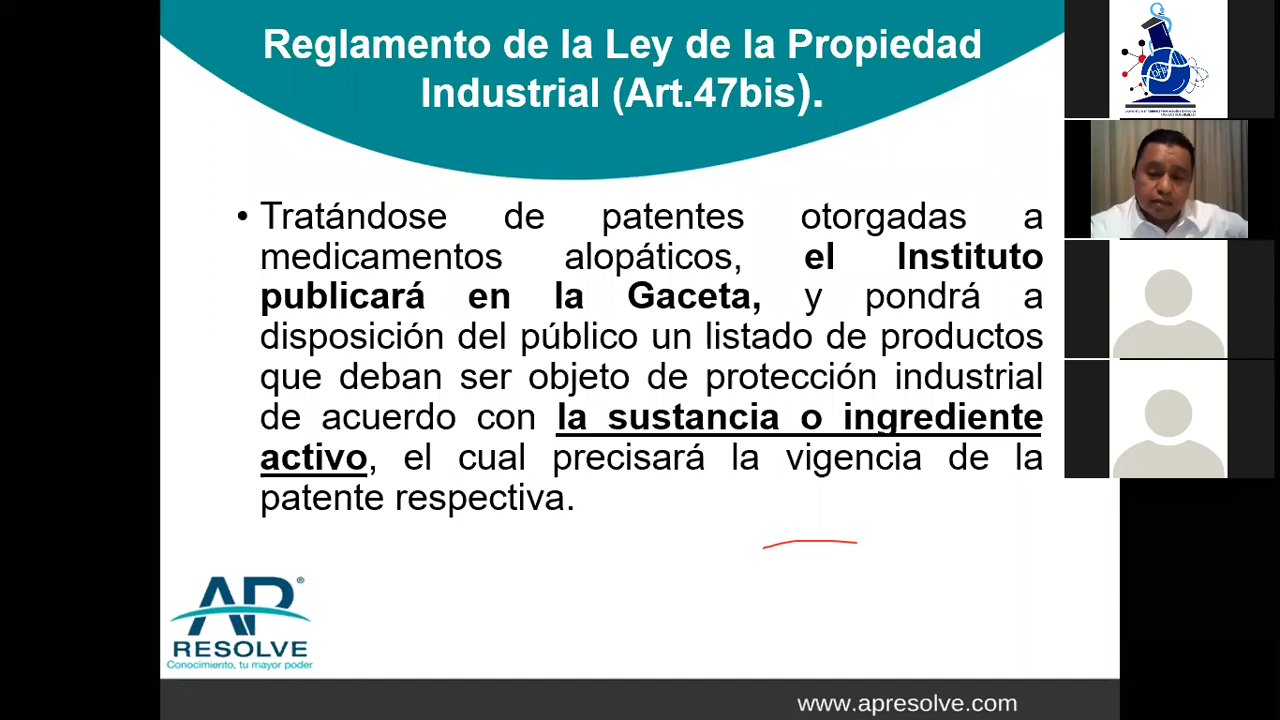 Reglamento de la Ley de la Propiedad
Industrial (Art.47bis).
• Tratándose de patentes otorgadas a
medicamentos alopáticos, el Instituto
publicará en la Gaceta, y pondrá a
disposición del público un listado de productos
que deban ser objeto de protección industrial
de acuerdo con la sustancia o ingrediente
activo, el cual precisará la vigencia de la
patente respectiva.
AP®
RESOLVE
Conocimiento, tu mayor poder
www.apresolve.com